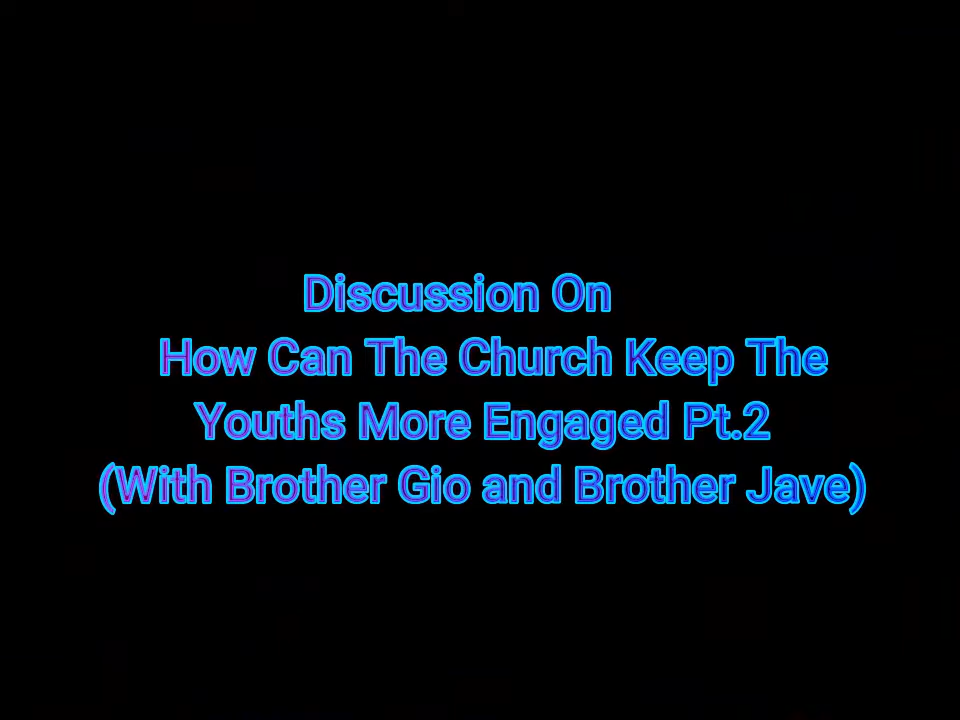 Discussion On
How Can The Church Keep The
Youths More Engaged Pt.2
(With Brother Gio and Brother Jave)